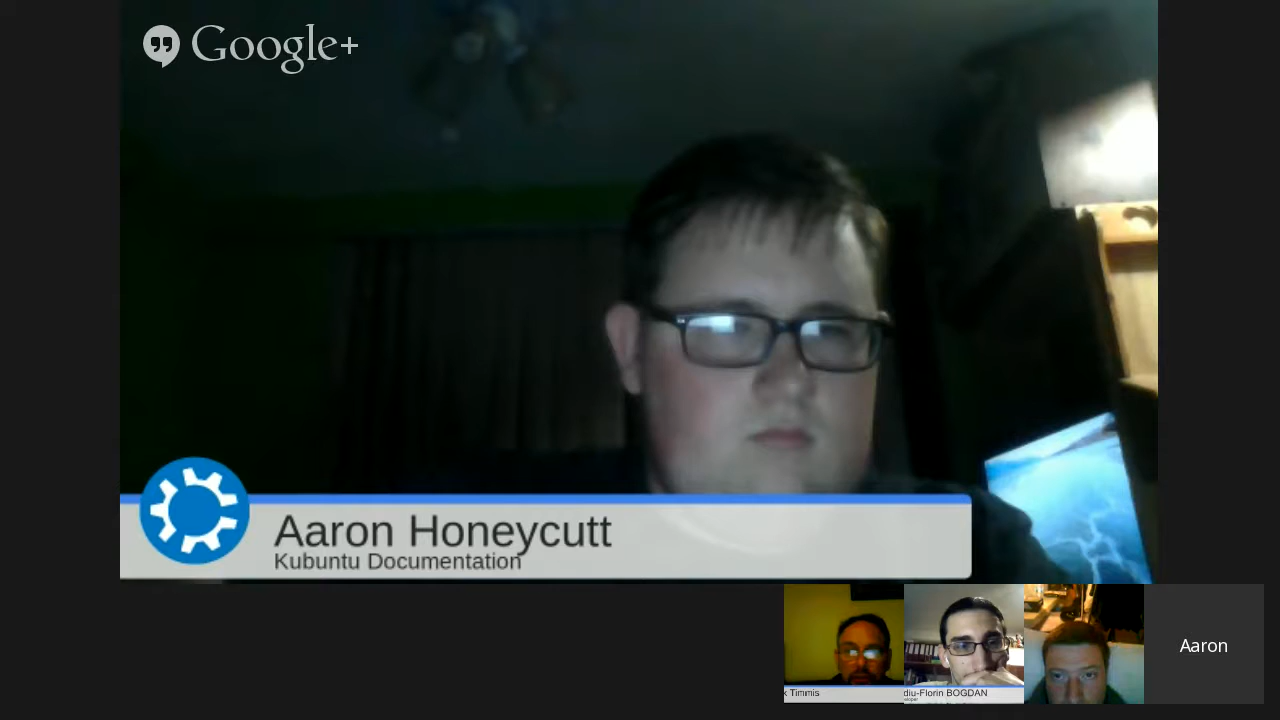 Google+
Aaron Honeycutt
Kubuntu Documentation
Timmis
diu-Florin BOGDAN
Aaron